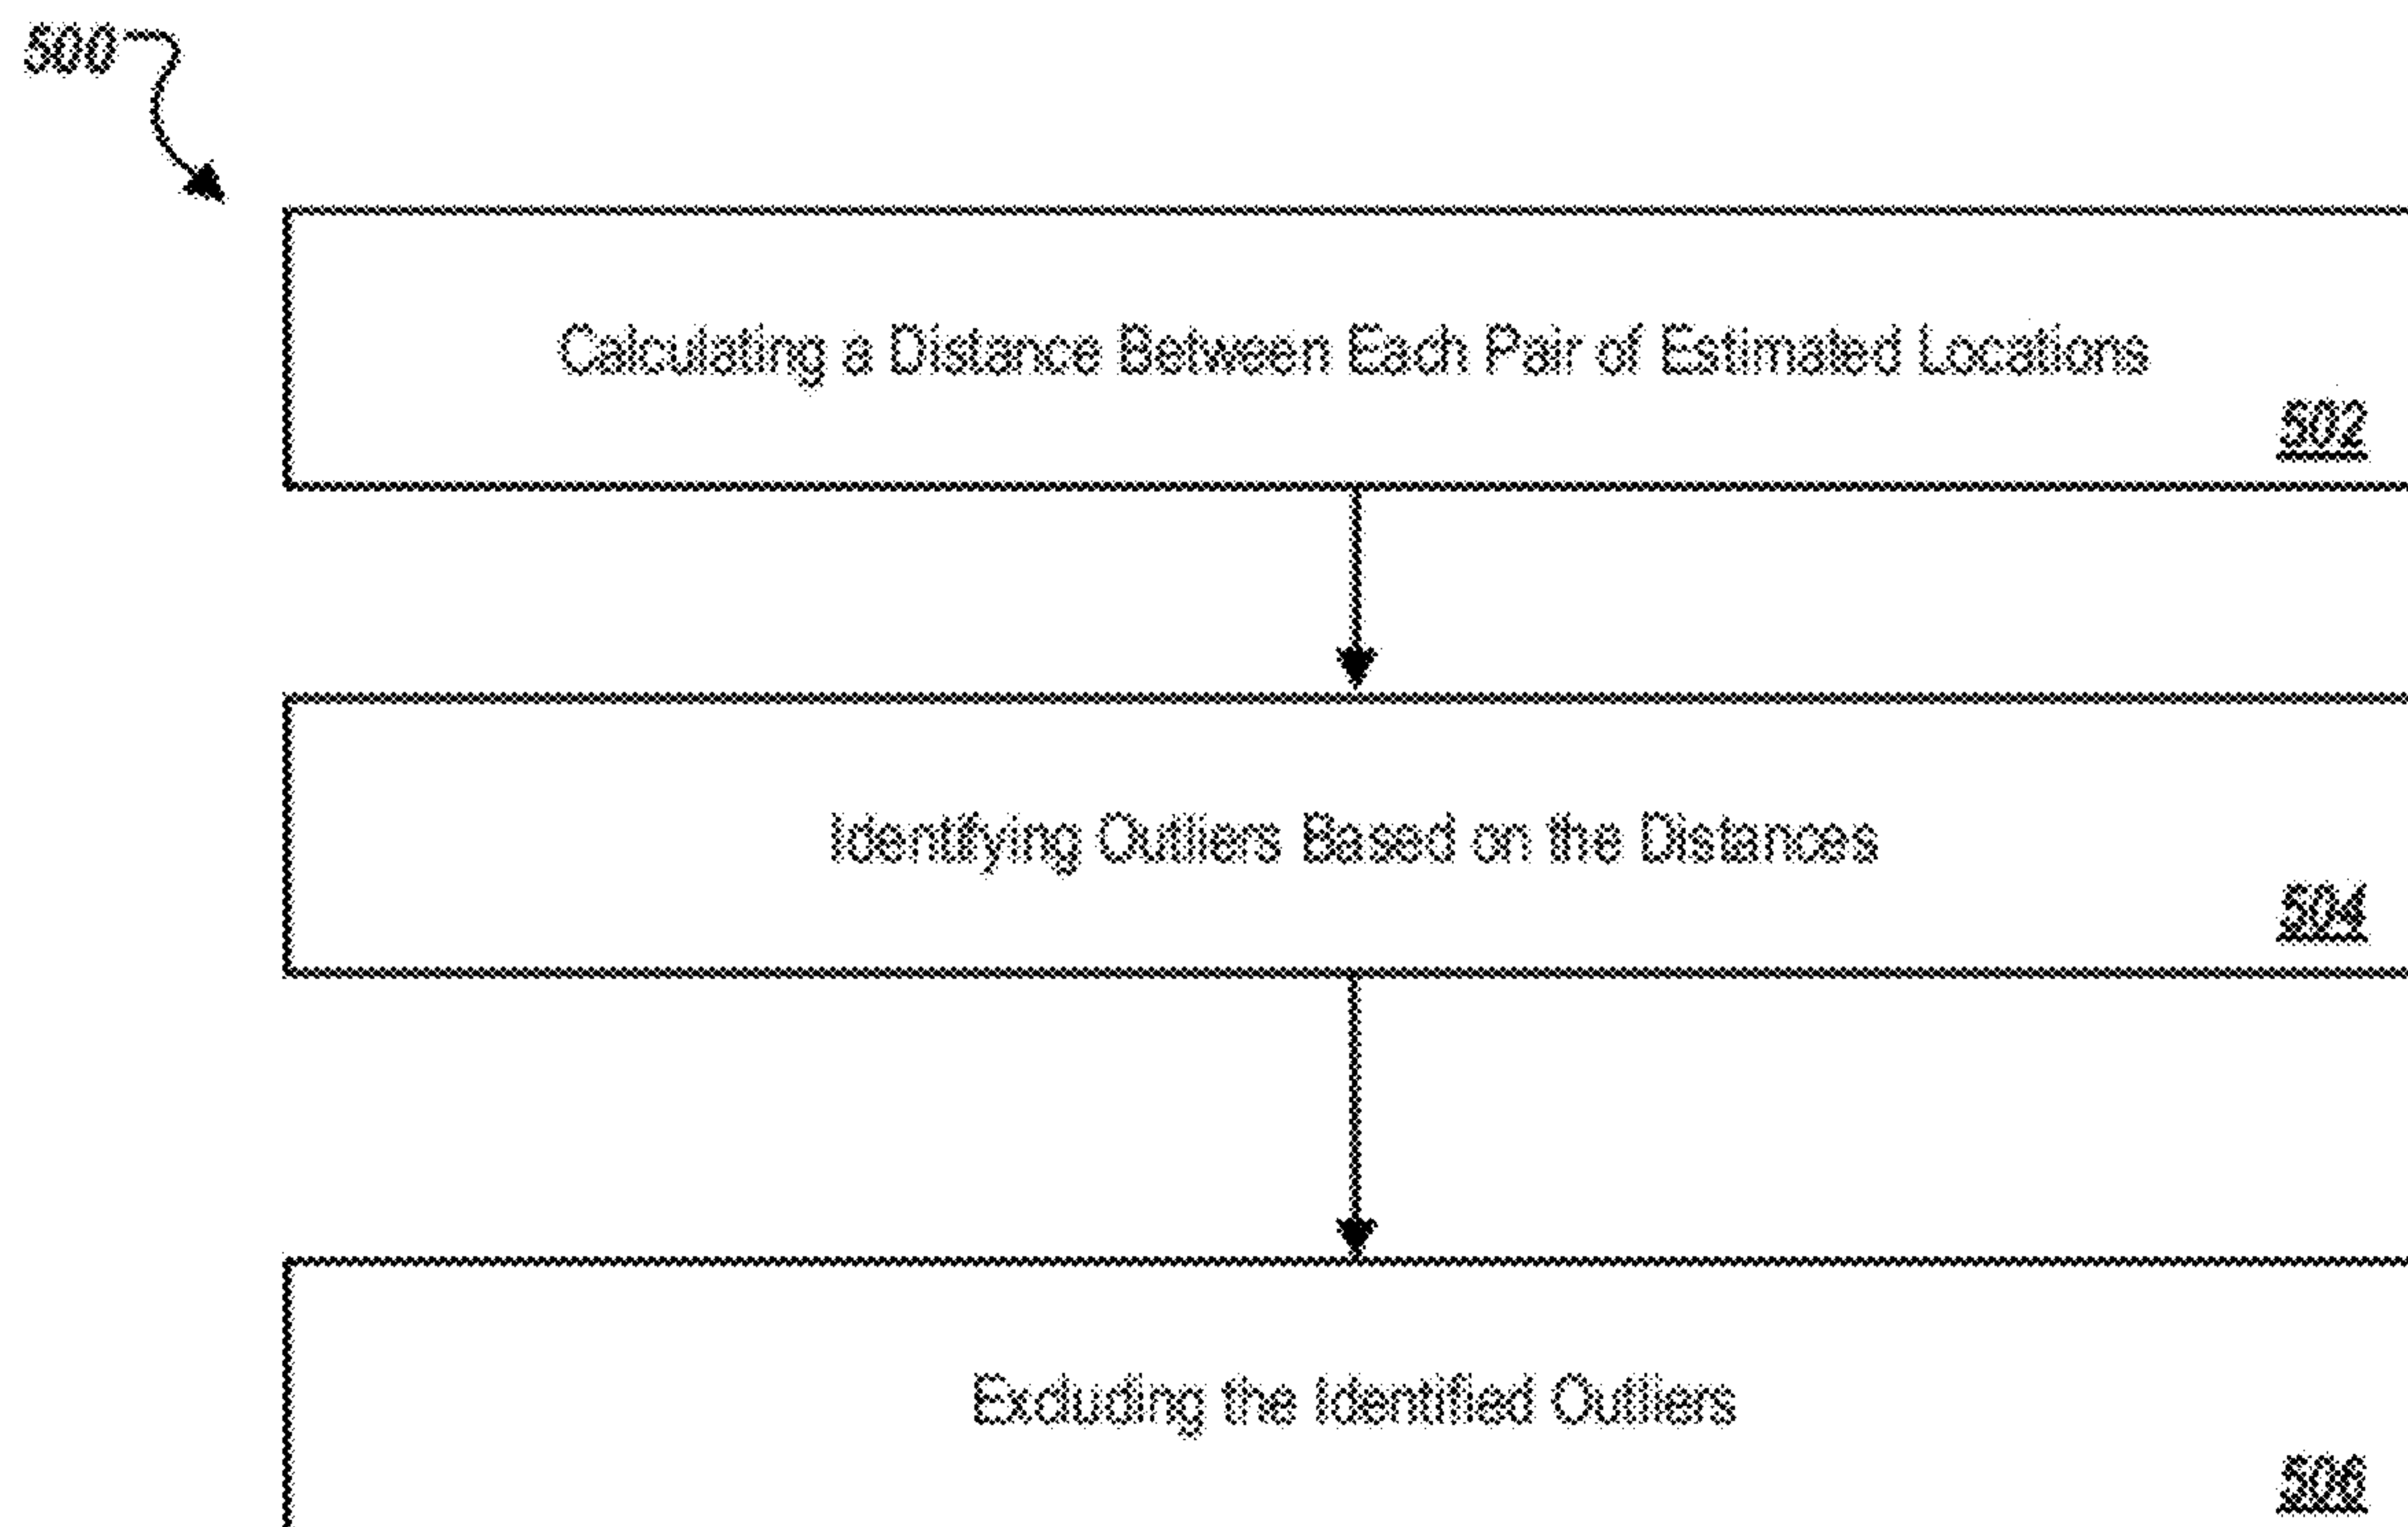 500
Calculating a Distance Between Each Pair of Estimated Locations
502
Identifying Outliers Based on the Distances
504
Excluding the Identified Outliers
506